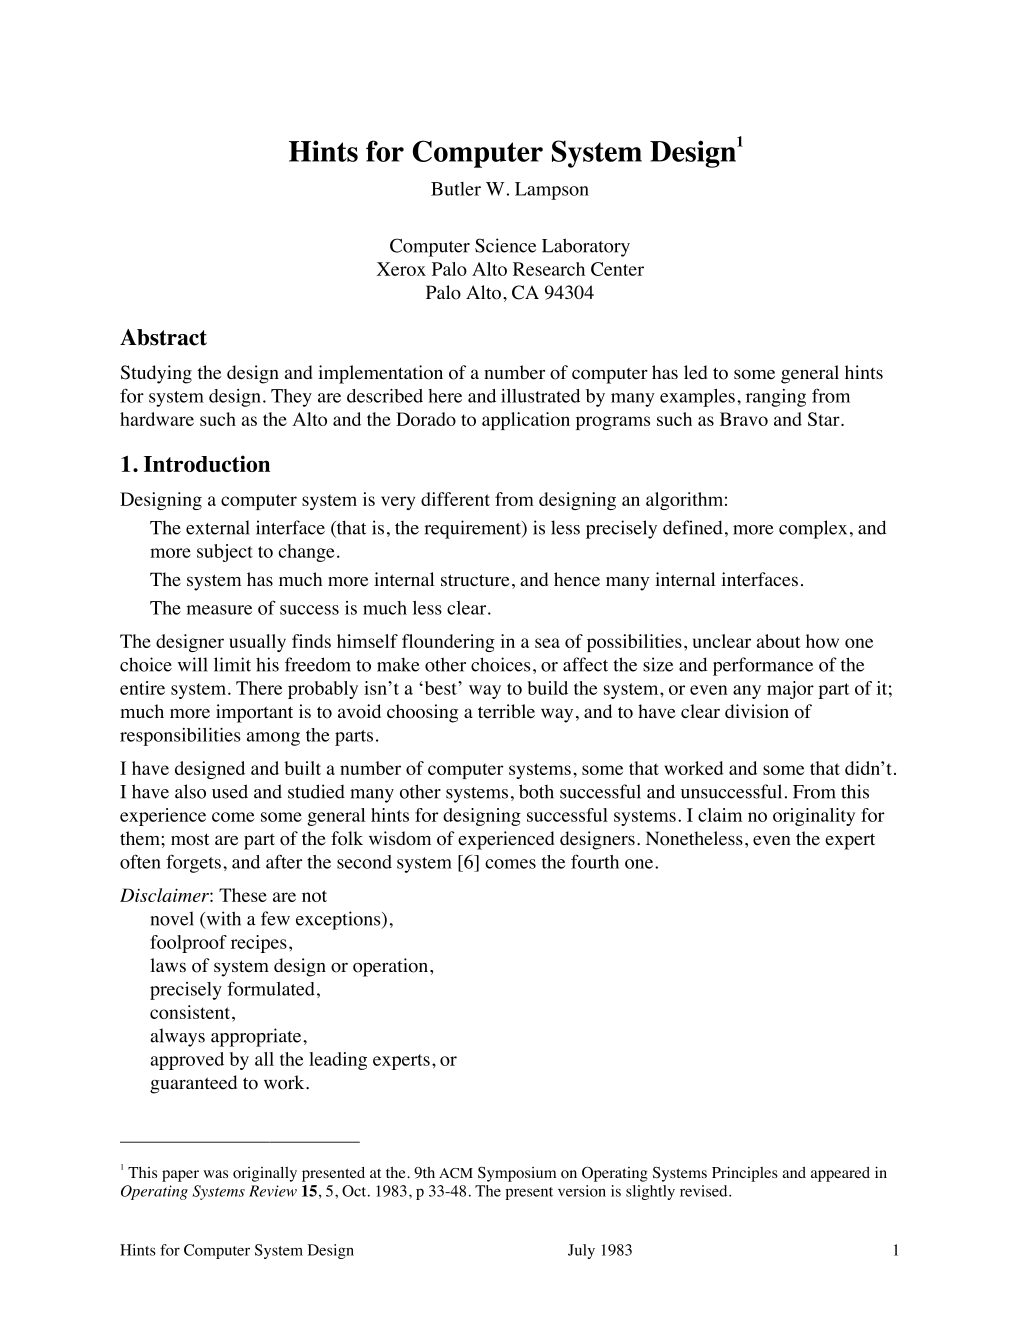 Hints for Computer System Design1
Butler W. Lampson
Computer Science Laboratory
Xerox Palo Alto Research Center
Palo Alto, CA 94304
Abstract
Studying the design and implementation of a number of computer has led to some general hints
for system design. They are described here and illustrated by many examples, ranging from
hardware such as the Alto and the Dorado to application programs such as Bravo and Star.
1. Introduction
Designing a computer system is very different from designing an algorithm:
The external interface (that is, the requirement) is less precisely defined, more complex, and
more subject to change.
The system has much more internal structure, and hence many internal interfaces.
The measure of success is much less clear.
The designer usually finds himself floundering in a sea of possibilities, unclear about how one
choice will limit his freedom to make other choices, or affect the size and performance of the
entire system. There probably isn’t a ‘best’ way to build the system, or even any major part of it;
much more important is to avoid choosing a terrible way, and to have clear division of
responsibilities among the parts.
I have designed and built a number of computer systems, some that worked and some that didn’t.
I have also used and studied many other systems, both successful and unsuccessful. From this
experience come some general hints for designing successful systems. I claim no originality for
them; most are part of the folk wisdom of experienced designers. Nonetheless, even the expert
often forgets, and after the second system [6] comes the fourth one.
Disclaimer: These are not
novel (with a few exceptions),
foolproof recipes,
laws of system design or operation,
precisely formulated,
consistent,
always appropriate,
approved by all the leading experts, or
guaranteed to work.
1 This paper was originally presented at the. 9th ACM Symposium on Operating Systems Principles and appeared in
Operating Systems Review 15, 5, Oct. 1983, p 33-48. The present version is slightly revised.
Hints for Computer System Design July 1983 1